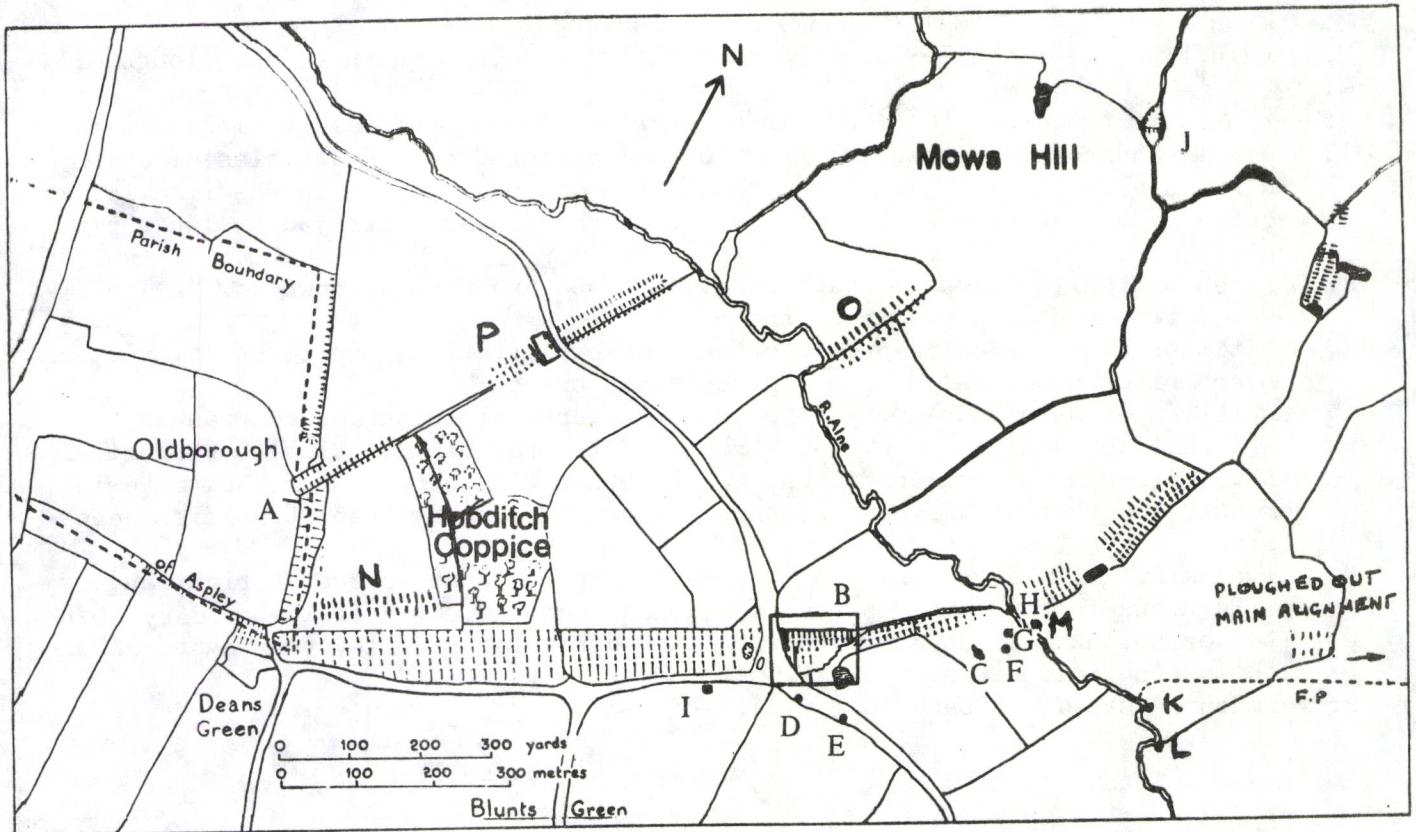 N
Mows Hill
J
Parish
Boundary
P
O
R. Alne
Oldborough
A
Hobditch
Coppice
N
Aspley
B
H
M
G
F
C
PLOUGHED OUT
MAIN ALIGNMENT
F.P
K
L
I
D
E
Deans
Green
0 100 200 300 yards
0 100 200 300 metres
Blunts Green